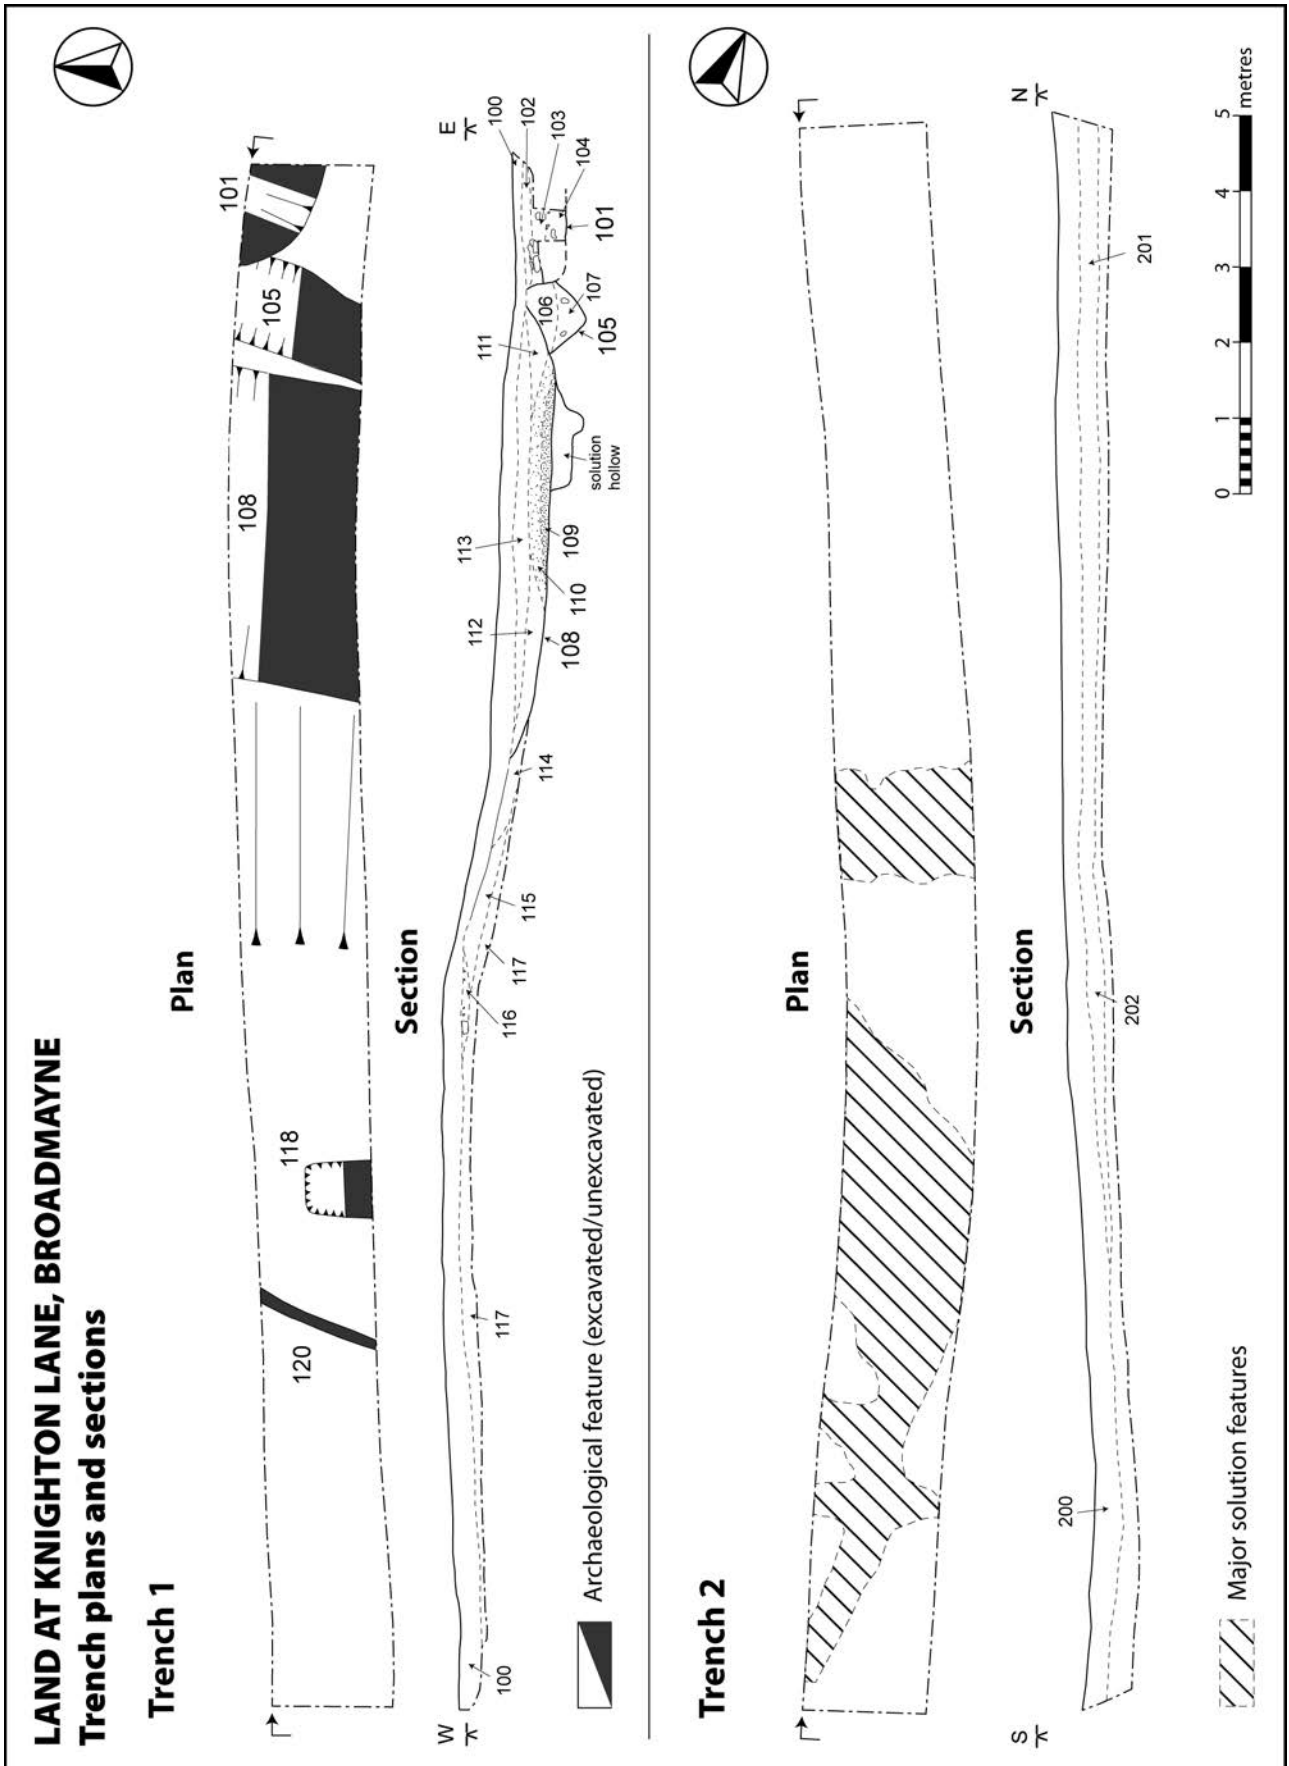 LAND AT KNIGHTON LANE, BROADMAYNE
Trench plans and sections
Trench 1
Plan
120
118
108
105
101
Section
W
E
100
117
116
117
115
114
112
113
108
110
109
solution
hollow
111
105
106
107
101
100
102
103
104
Archaeological feature (excavated/unexcavated)
Trench 2
Plan
Section
S
N
200
202
201
Major solution features
0
1
2
3
4
5
metres